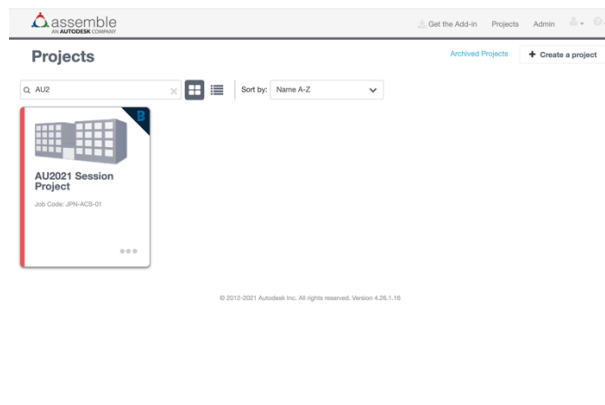 assemble
AN AUTODESK COMPANY
Get the Add-in Projects Admin
Projects
Archived Projects
+ Create a project
AU2
Sort by: Name A-Z
B
AU2021 Session
Project
Job Code: JPN-ACS-01
© 2012-2021 Autodesk Inc. All rights reserved. Version 4.26.1.16